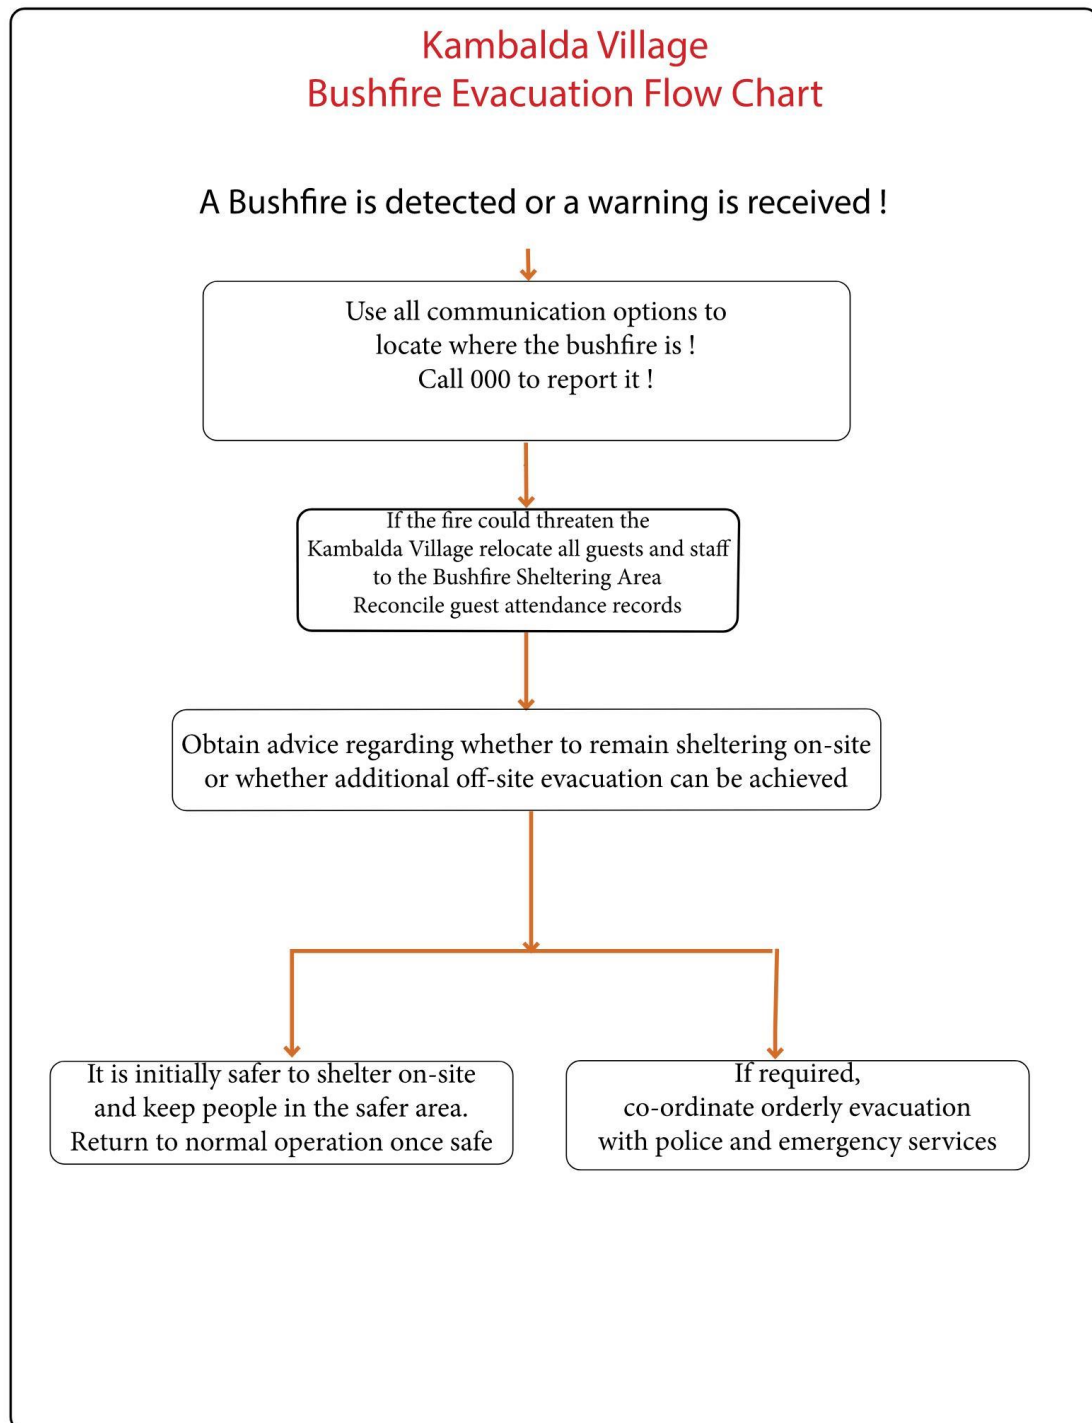 Kambalda Village
Bushfire Evacuation Flow Chart
A Bushfire is detected or a warning is received !
Use all communication options to
locate where the bushfire is !
Call 000 to report it !
If the fire could threaten the
Kambalda Village relocate all guests and staff
to the Bushfire Sheltering Area
Reconcile guest attendance records
Obtain advice regarding whether to remain sheltering on-site
or whether additional off-site evacuation can be achieved
It is initially safer to shelter on-site
and keep people in the safer area.
Return to normal operation once safe
If required,
co-ordinate orderly evacuation
with police and emergency services